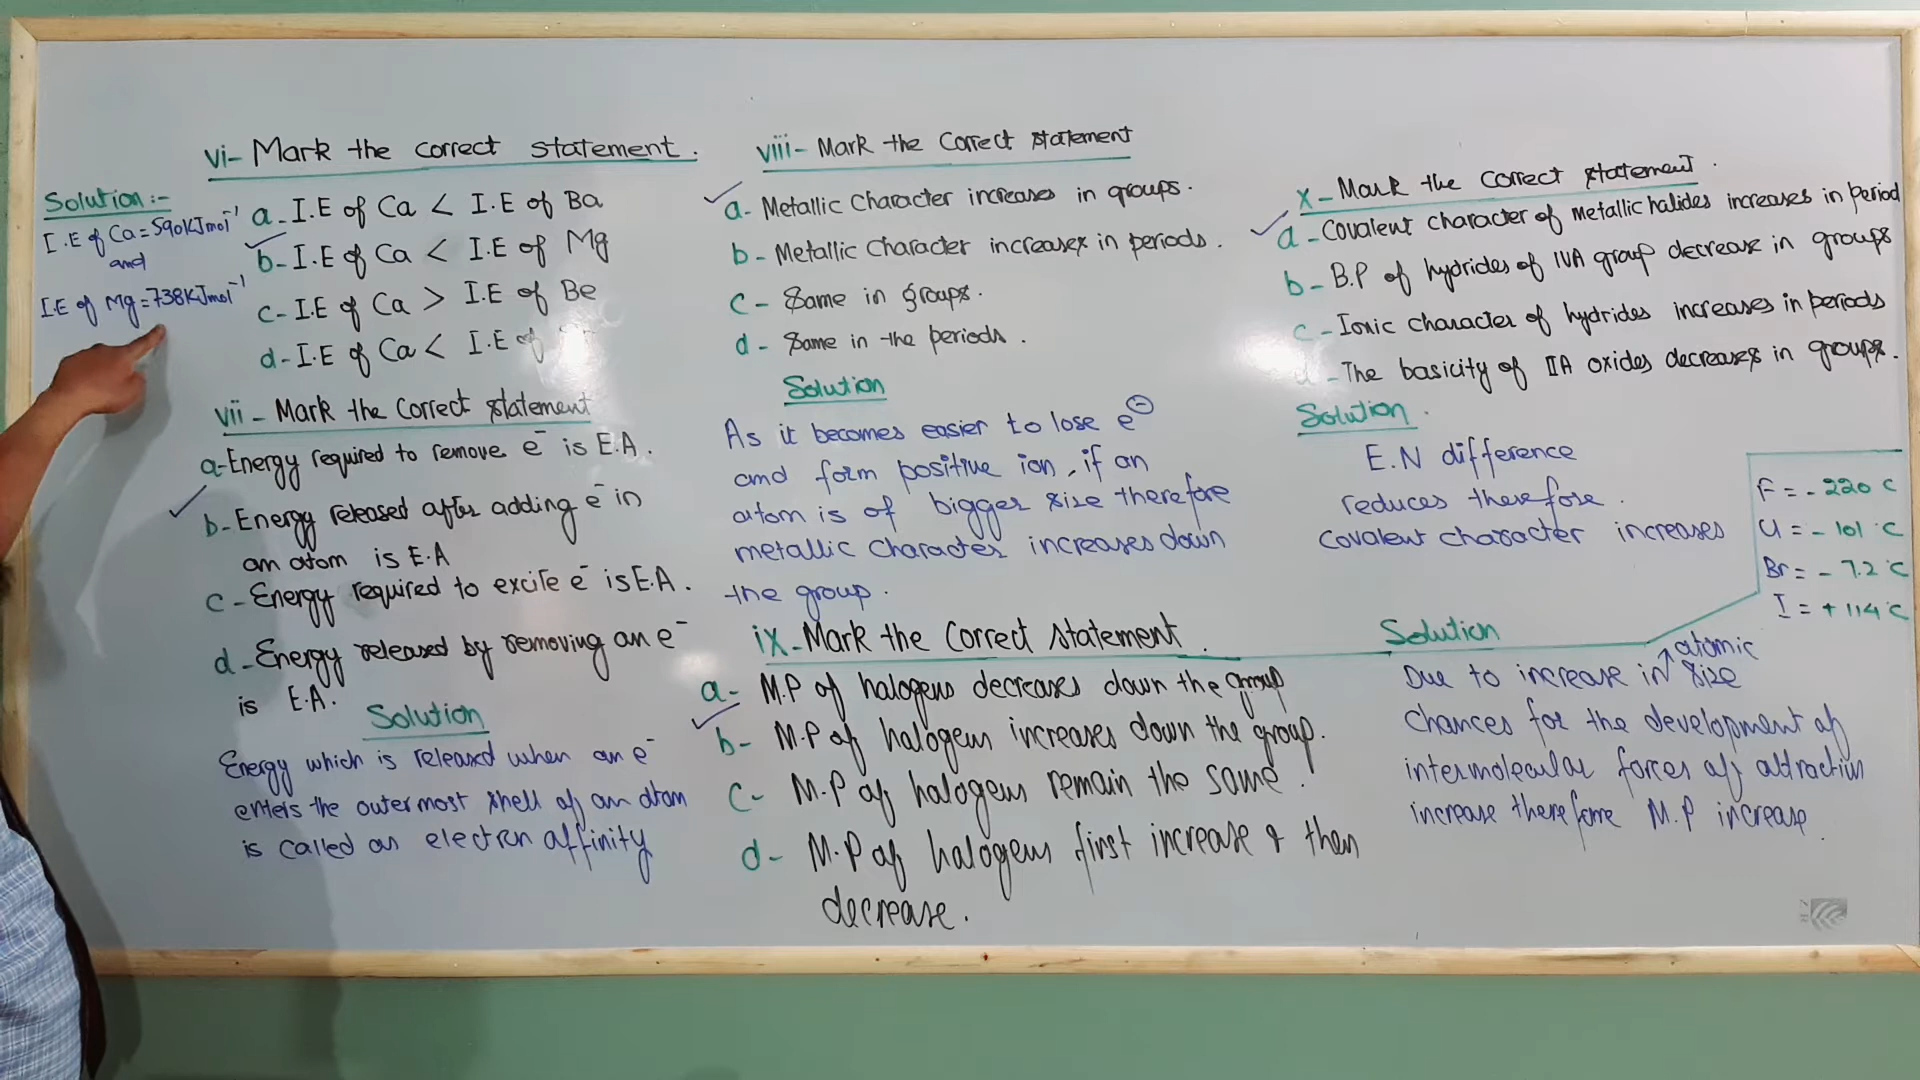 vi- Mark the correct statement.
Solution:-
I.E of Ca=590KJmol-1
and
I.E of Mg=738KJmol-1
a- I.E of Ca < I.E of Ba
b- I.E of Ca < I.E of Mg
c- I.E of Ca > I.E of Be
d- I.E of Ca < I.E of
vii- Mark the Correct statement
a- Energy required to remove e- is E.A.
b- Energy released after adding e- in
an atom is E.A
c- Energy required to excite e- is E.A.
d- Energy released by removing an e-
is E.A.
Solution
Energy which is released when an e-
enters the outermost shell of an atom
is called as electron affinity
viii- Mark the Correct statement
a- Metallic Character increases in groups.
b- Metallic Character increases in periods.
c- Same in groups.
d- Same in the periods.
Solution
As it becomes easier to lose e-
and form positive ion, if an
atom is of bigger size therefore
metallic character increases down
the group.
ix- Mark the Correct statement.
a- M.P of halogens decreases down the group
b- M.P of halogens increases down the group.
c- M.P of halogens remain the same.
d- M.P of halogens first increase & then
decrease.
x- Mark the correct statement.
a- Covalent character of metallic halides increases in period
b- B.P of hydrides of IVA group decrease in groups
c- Ionic character of hydrides increases in periods
d- The basicity of IIA oxides decreases in groups.
Solution.
E.N difference
reduces therefore.
covalent character increases
F = - 220 °C
Cl = - 101 °C
Br = - 7.2 °C
I = + 114 °C
Solution
Due to increase in atomic size
chances for the development of
intermolecular forces of attraction
increase therefore M.P increase.